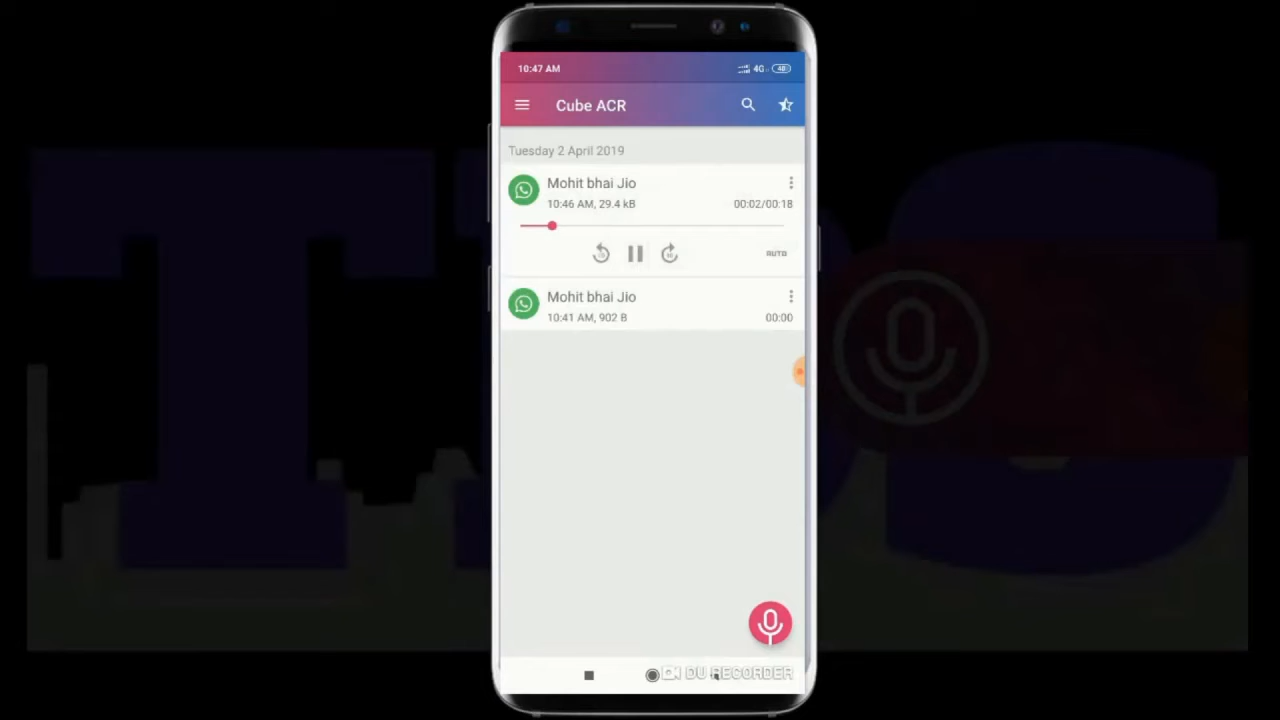 10:47 AM
4G
48
Cube ACR
Tuesday 2 April 2019
Mohit bhai Jio
10:46 AM, 29.4 kB
00:02/00:18
AUTO
Mohit bhai Jio
10:41 AM, 902 B
00:00
DU RECORDER